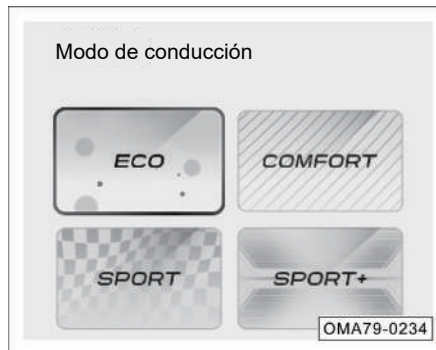 Modo de conducción
ECO
COMFORT
SPORT
SPORT+
OMA79-0234